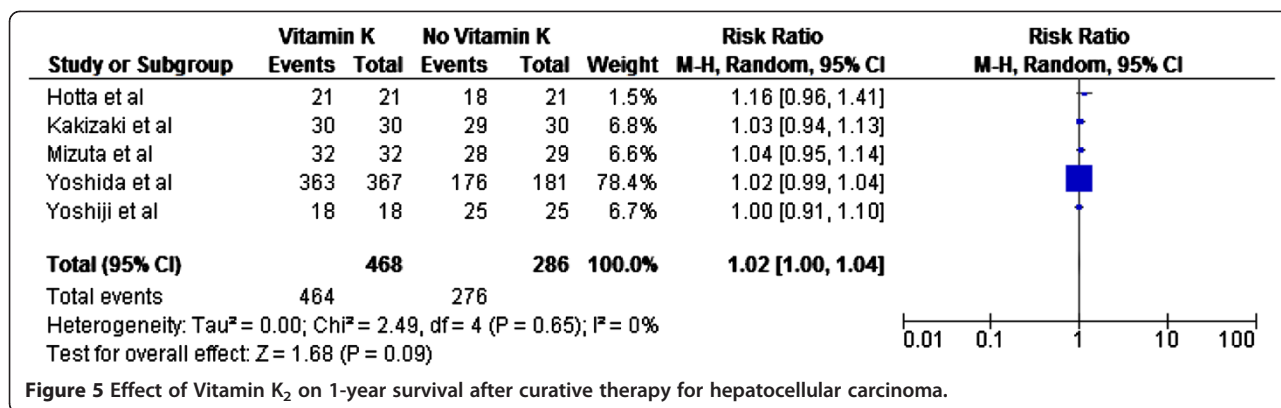 Vitamin K No Vitamin K Risk Ratio Risk Ratio
Study or Subgroup Events Total Events Total Weight M-H, Random, 95% CI M-H, Random, 95% CI
Hotta et al 21 21 18 21 1.5% 1.16 [0.96, 1.41]
Kakizaki et al 30 30 29 30 6.8% 1.03 [0.94, 1.13]
Mizuta et al 32 32 28 29 6.6% 1.04 [0.95, 1.14]
Yoshida et al 363 367 176 181 78.4% 1.02 [0.99, 1.04]
Yoshiji et al 18 18 25 25 6.7% 1.00 [0.91, 1.10]
Total (95% CI) 468 286 100.0% 1.02 [1.00, 1.04]
Total events 464 276
Heterogeneity: Tau² = 0.00; Chi² = 2.49, df = 4 (P = 0.65); I² = 0%
Test for overall effect: Z = 1.68 (P = 0.09)
0.01 0.1 1 10 100
Figure 5 Effect of Vitamin K₂ on 1-year survival after curative therapy for hepatocellular carcinoma.